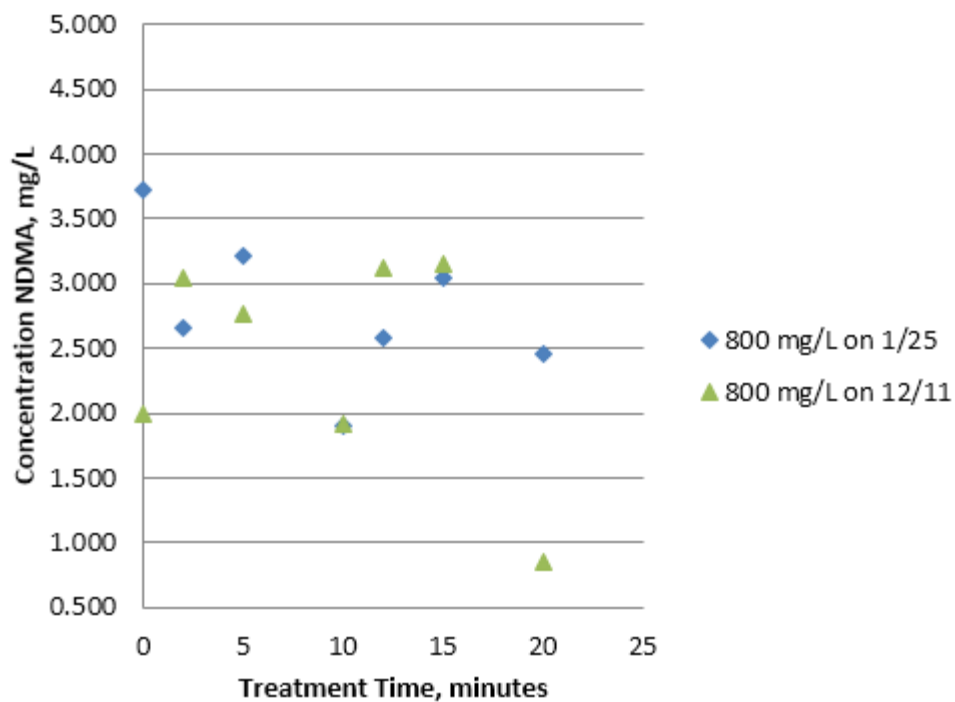 5.000
4.500
4.000
3.500
3.000
2.500
2.000
1.500
1.000
0.500
Concentration NDMA, mg/L
0 5 10 15 20 25
Treatment Time, minutes
800 mg/L on 1/25
800 mg/L on 12/11